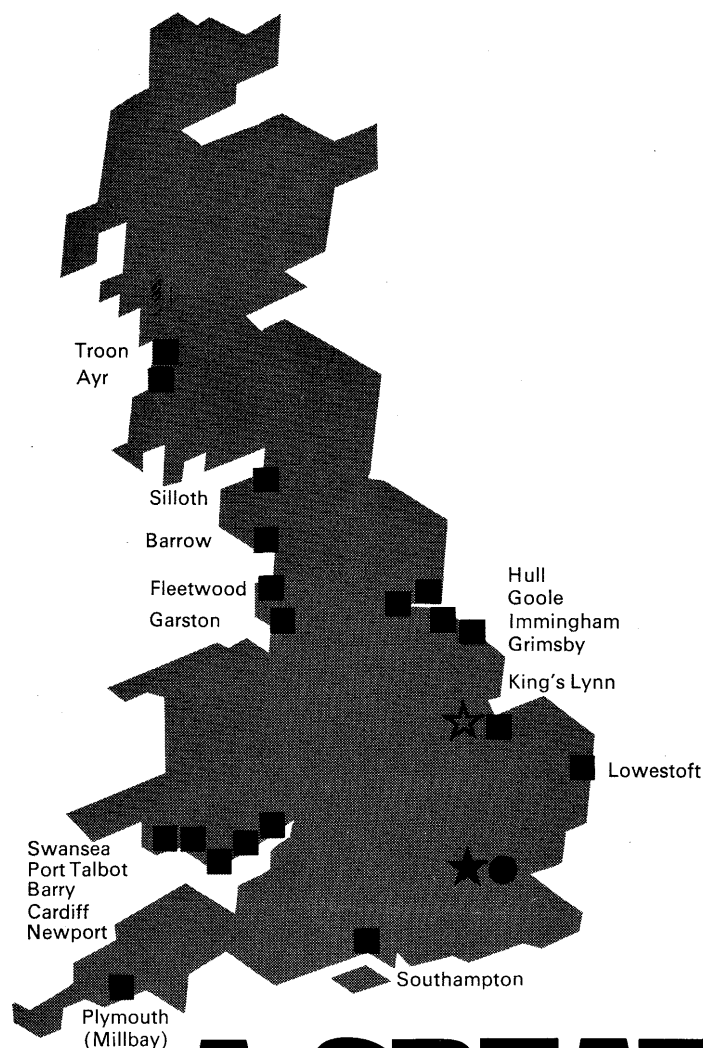 Troon
Ayr
Silloth
Barrow
Fleetwood
Garston
Hull
Goole
Immingham
Grimsby
King's Lynn
Lowestoft
Swansea
Port Talbot
Barry
Cardiff
Newport
Southampton
Plymouth
(Millbay)
A GREAT